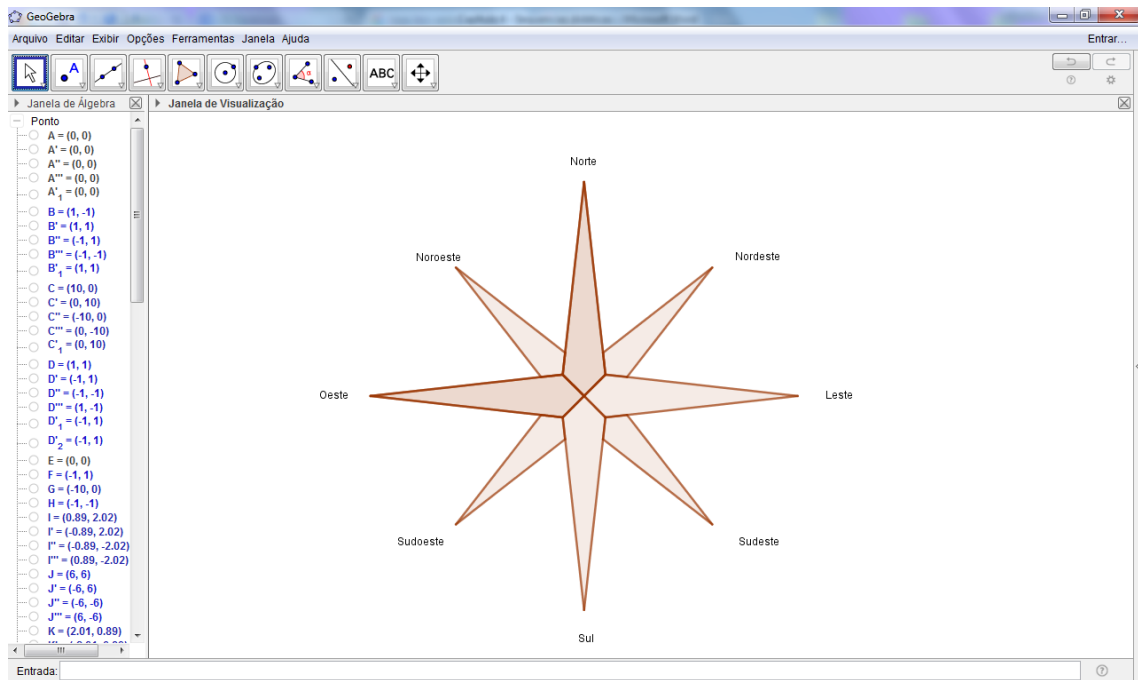 GeoGebra
Arquivo Editar Exibir Opções Ferramentas Janela Ajuda
Entrar...
ABC
Janela de Álgebra
Janela de Visualização
Ponto
A = (0, 0)
A' = (0, 0)
A'' = (0, 0)
A''' = (0, 0)
A'1 = (0, 0)
B = (1, -1)
B' = (1, 1)
B'' = (-1, 1)
B''' = (-1, -1)
B'1 = (1, 1)
C = (10, 0)
C' = (0, 10)
C'' = (-10, 0)
C''' = (0, -10)
C'1 = (0, 10)
D = (1, 1)
D' = (-1, 1)
D'' = (-1, -1)
D''' = (1, -1)
D'1 = (-1, 1)
D'2 = (-1, 1)
E = (0, 0)
F = (-1, 1)
G = (-10, 0)
H = (-1, -1)
I = (0.89, 2.02)
I' = (-0.89, 2.02)
I'' = (-0.89, -2.02)
I''' = (0.89, -2.02)
J = (6, 6)
J' = (-6, 6)
J'' = (-6, -6)
J''' = (6, -6)
K = (2.01, 0.89)
Norte
Noroeste
Nordeste
Oeste
Leste
Sudoeste
Sudeste
Sul
Entrada: